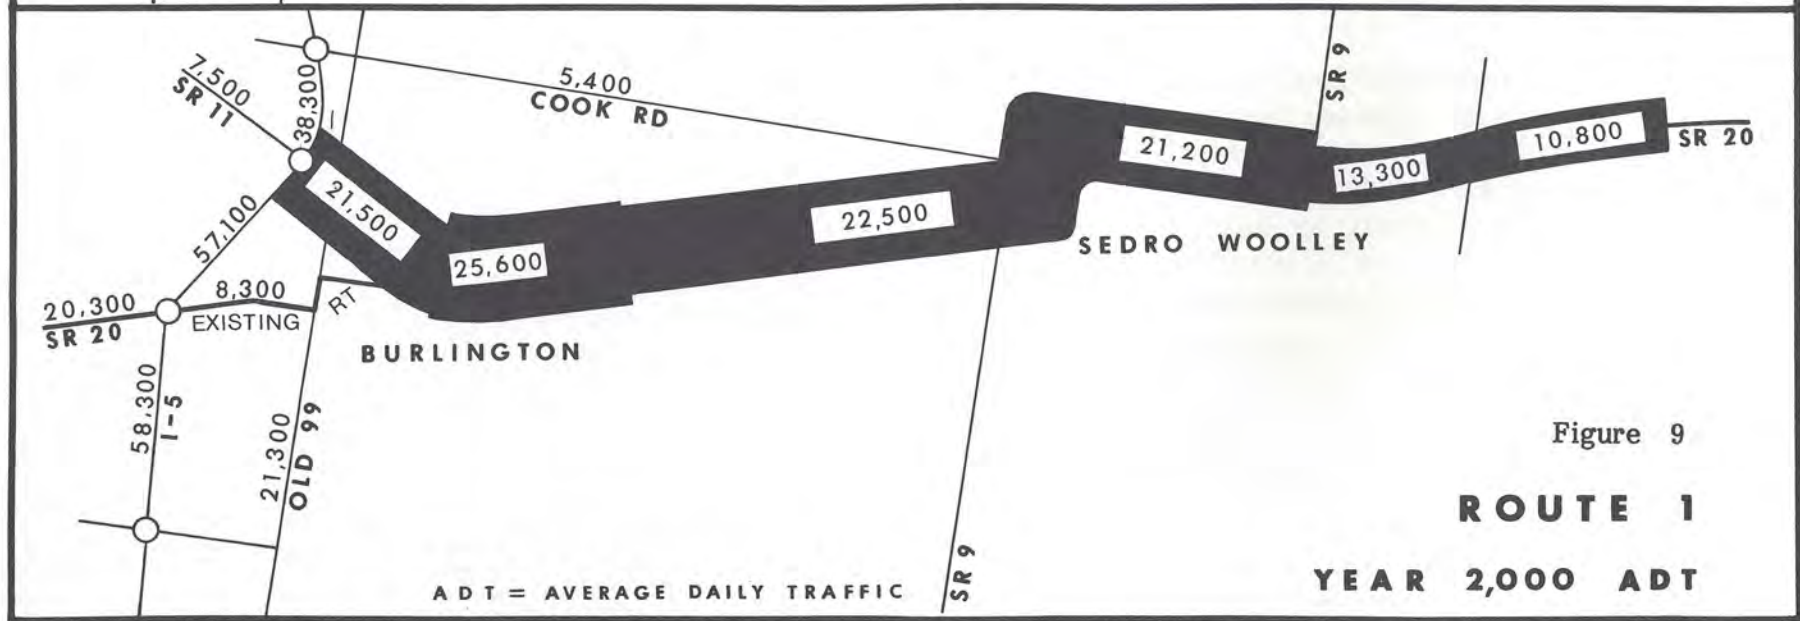 7,500
SR 11
38,300
5,400
COOK RD
SR 9
21,200
13,300
10,800
SR 20
21,500
22,500
25,600
57,100
SEDRO WOOLLEY
20,300
SR 20
8,300
EXISTING
RT
BURLINGTON
58,300
I-5
21,300
OLD 99
SR 9
ADT = AVERAGE DAILY TRAFFIC
Figure 9
ROUTE 1
YEAR 2,000 ADT